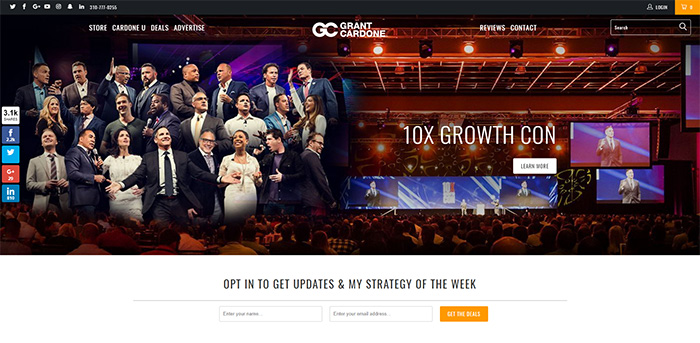 310-777-0255
LOGIN
0
STORE CARDONE U DEALS ADVERTISE
GC GRANT CARDONE
REVIEWS CONTACT
Search
3.1k
SHARES
2.2k
29
890
10X GROWTH CON
LEARN MORE
OPT IN TO GET UPDATES & MY STRATEGY OF THE WEEK
Enter your name...
Enter your email address...
GET THE DEALS